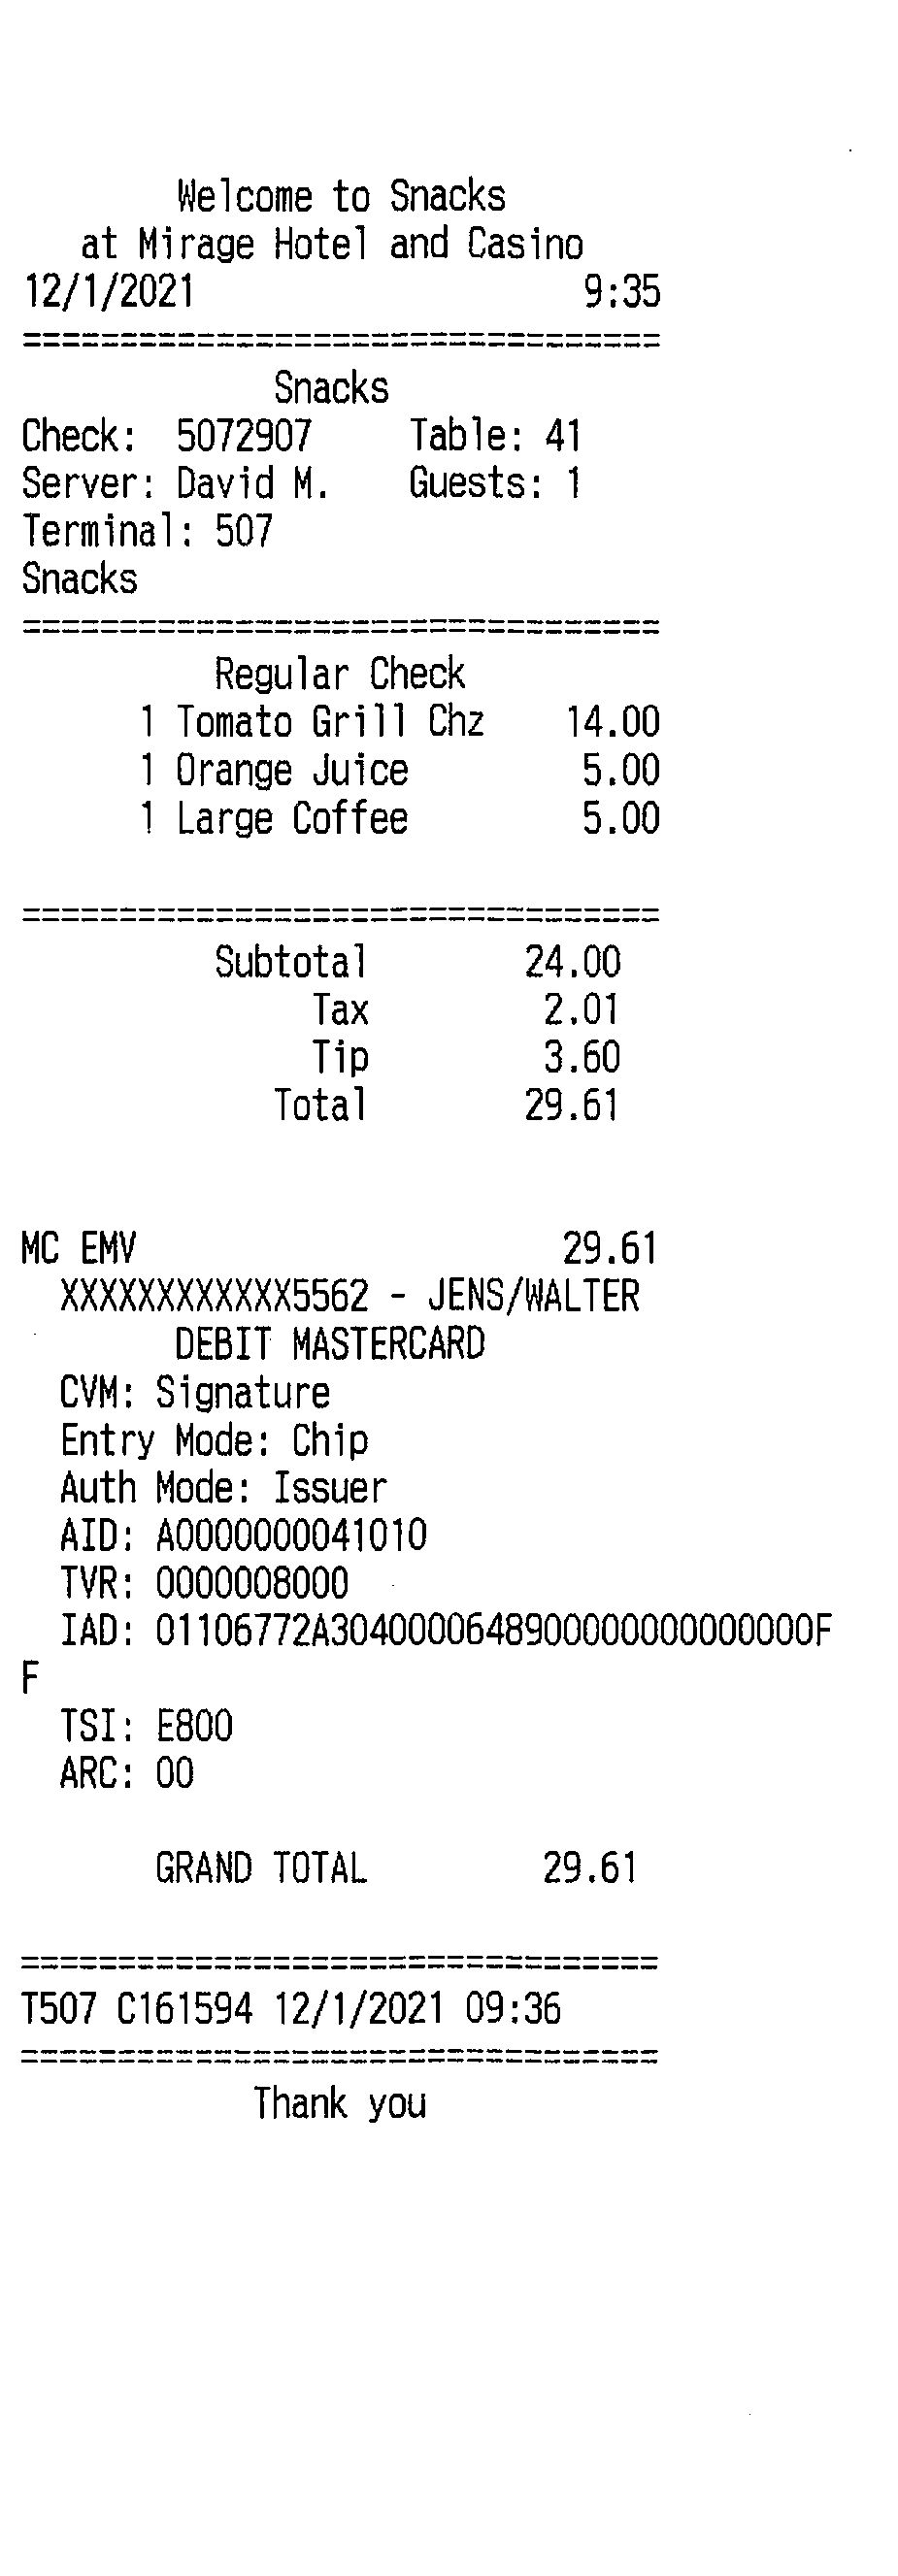 Welcome to Snacks
at Mirage Hotel and Casino
12/1/2021 9:35
=================================
Snacks
Check: 5072907 Table: 41
Server: David M. Guests: 1
Terminal: 507
Snacks
=================================
Regular Check
1 Tomato Grill Chz 14.00
1 Orange Juice 5.00
1 Large Coffee 5.00
=================================
Subtotal 24.00
Tax 2.01
Tip 3.60
Total 29.61
MC EMV 29.61
XXXXXXXXXXXX5562 - JENS/WALTER
DEBIT MASTERCARD
CVM: Signature
Entry Mode: Chip
Auth Mode: Issuer
AID: A0000000041010
TVR: 0000008000
IAD: 01106772A3040000648900000000000000F
F
TSI: E800
ARC: 00
GRAND TOTAL 29.61
=================================
T507 C161594 12/1/2021 09:36
=================================
Thank you